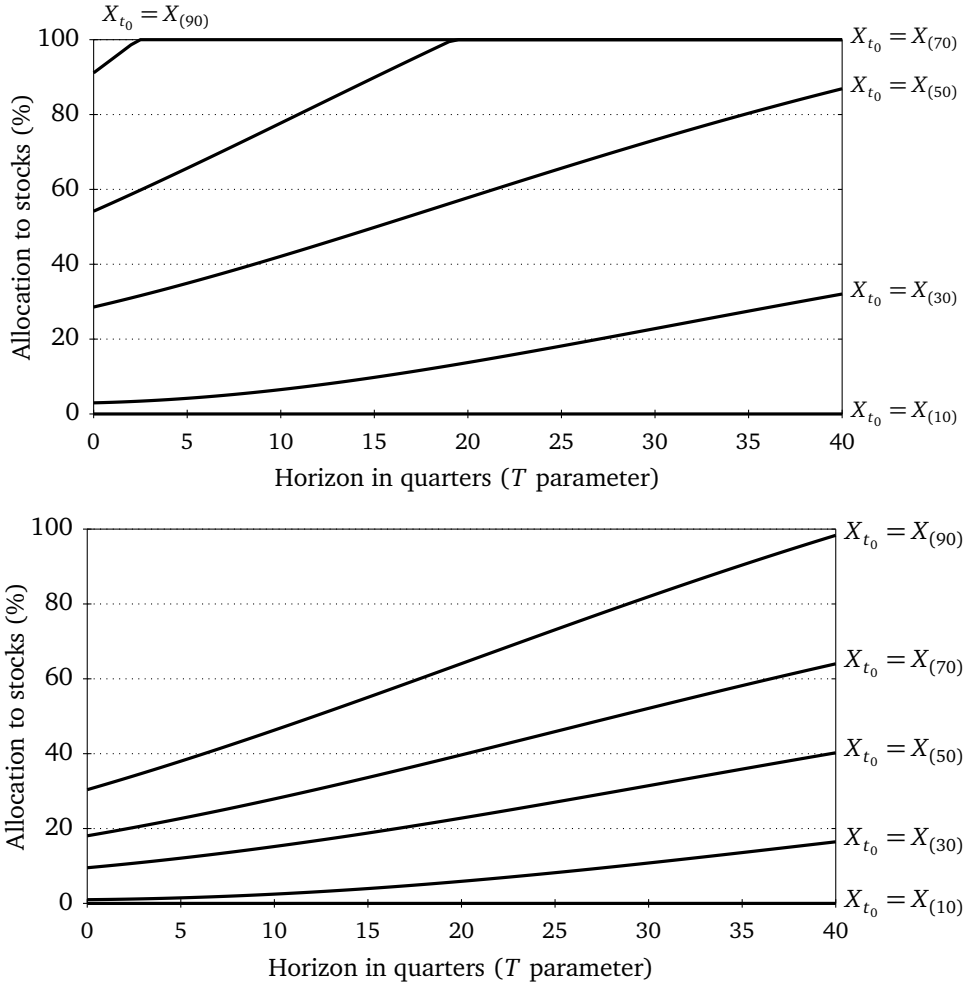 X_{t_0} = X_{(90)}
100
80
60
40
20
0
Allocation to stocks (%)
X_{t_0} = X_{(70)}
X_{t_0} = X_{(50)}
X_{t_0} = X_{(30)}
X_{t_0} = X_{(10)}
0 5 10 15 20 25 30 35 40
Horizon in quarters (T parameter)
100
80
60
40
20
0
Allocation to stocks (%)
X_{t_0} = X_{(90)}
X_{t_0} = X_{(70)}
X_{t_0} = X_{(50)}
X_{t_0} = X_{(30)}
X_{t_0} = X_{(10)}
0 5 10 15 20 25 30 35 40
Horizon in quarters (T parameter)